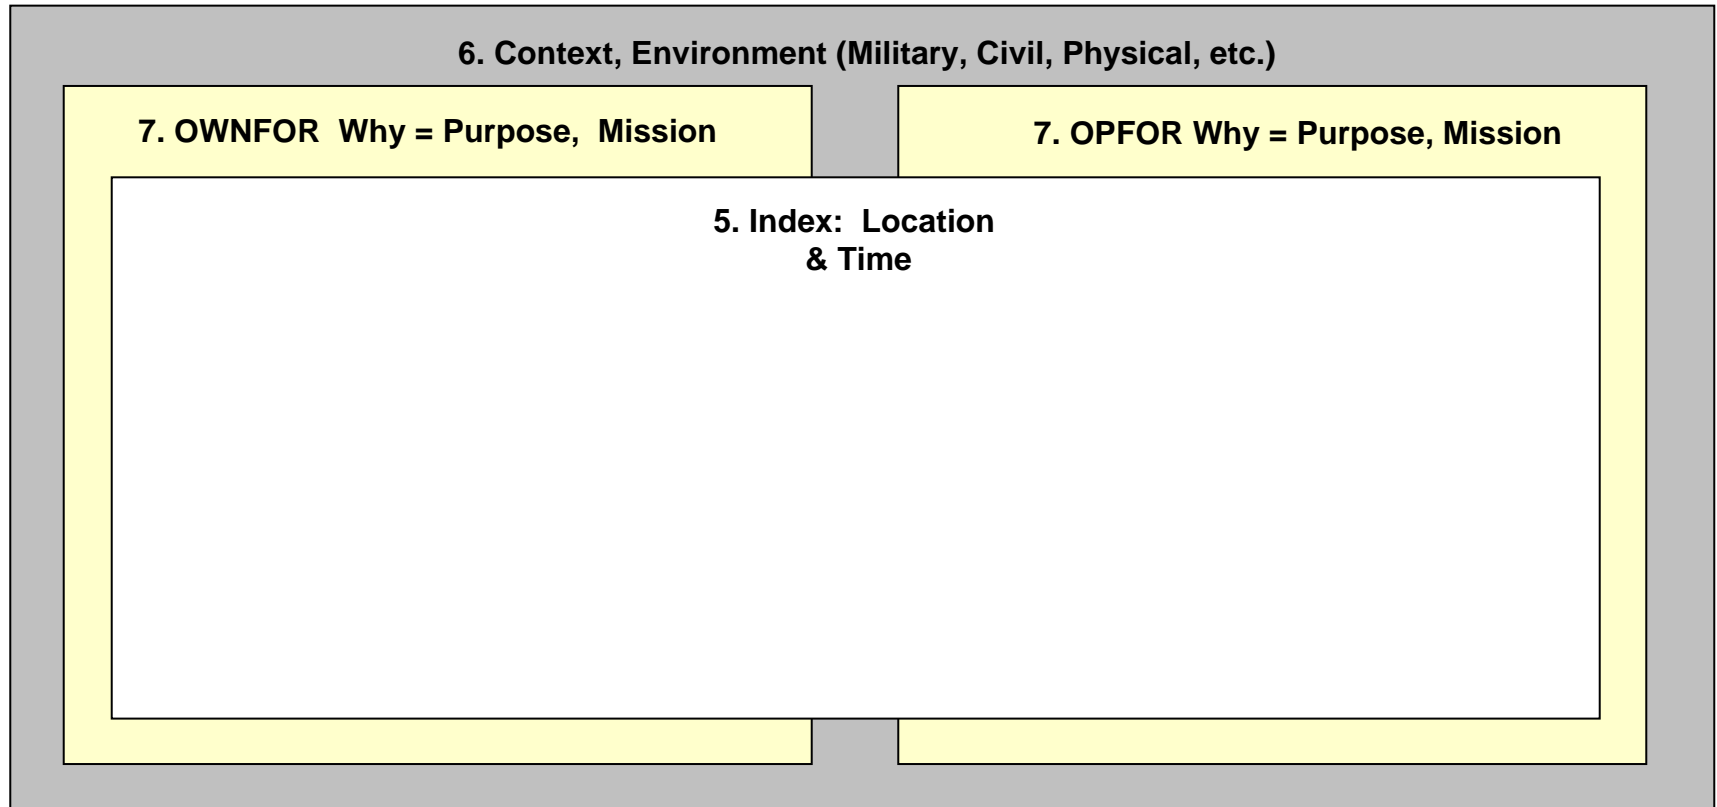 6. Context, Environment (Military, Civil, Physical, etc.)
7. OWNFOR  Why = Purpose,  Mission
7. OPFOR Why = Purpose, Mission
5. Index:  Location
& Time